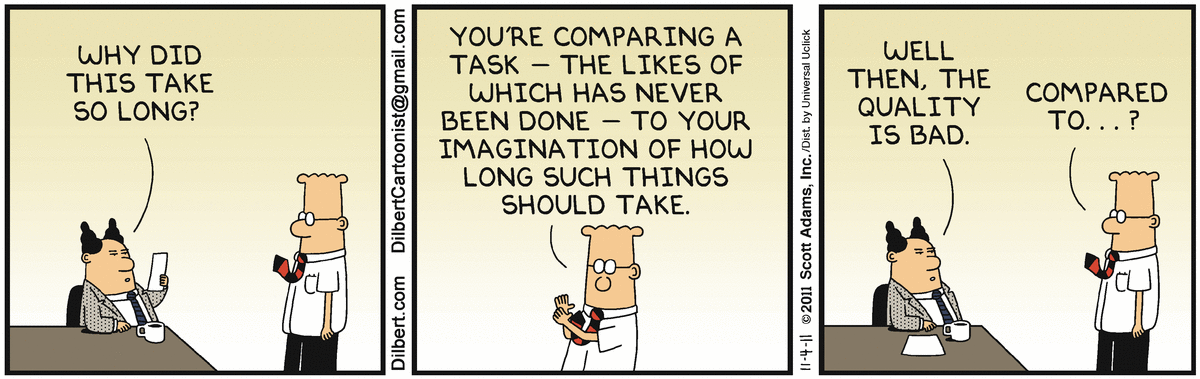 WHY DID
THIS TAKE
SO LONG?
Dilbert.com DilbertCartoonist@gmail.com
YOU'RE COMPARING A
TASK — THE LIKES OF
WHICH HAS NEVER
BEEN DONE — TO YOUR
IMAGINATION OF HOW
LONG SUCH THINGS
SHOULD TAKE.
11-4-11 ©2011 Scott Adams, Inc. /Dist. by Universal Uclick
WELL
THEN, THE
QUALITY
IS BAD.
COMPARED
TO. . . ?